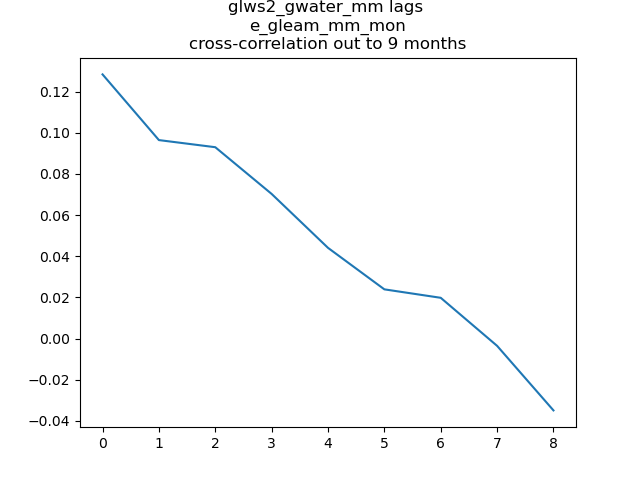 glws2_gwater_mm lags
e_gleam_mm_mon
cross-correlation out to 9 months
0.12
0.10
0.08
0.06
0.04
0.02
0.00
−0.02
−0.04
0 1 2 3 4 5 6 7 8